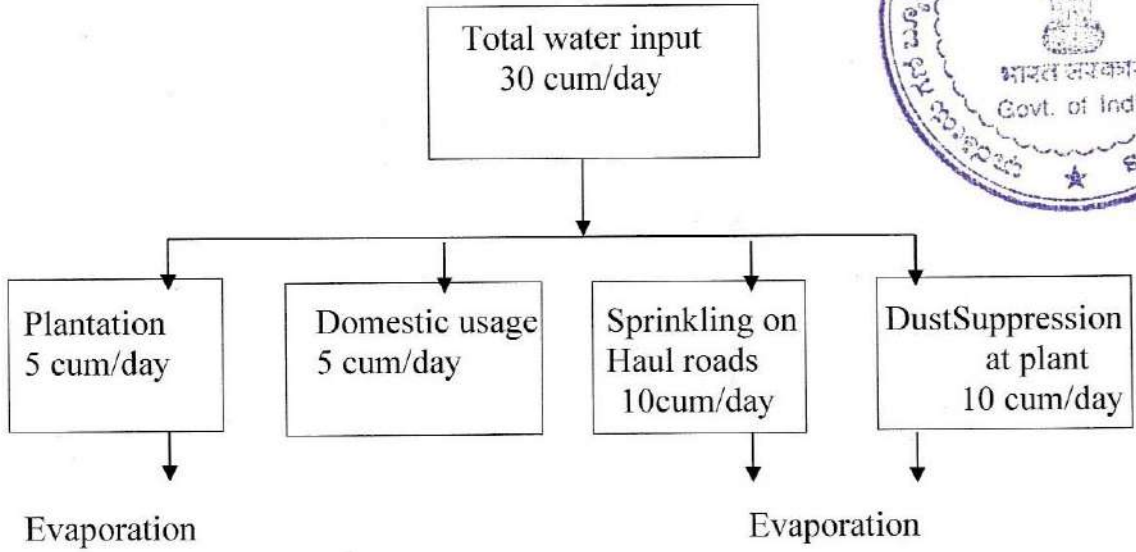 Total water input
30 cum/day
भारत सरकार
Govt. of Ind
Plantation
5 cum/day
Domestic usage
5 cum/day
Sprinkling on
Haul roads
10cum/day
DustSuppression
at plant
10 cum/day
Evaporation
Evaporation